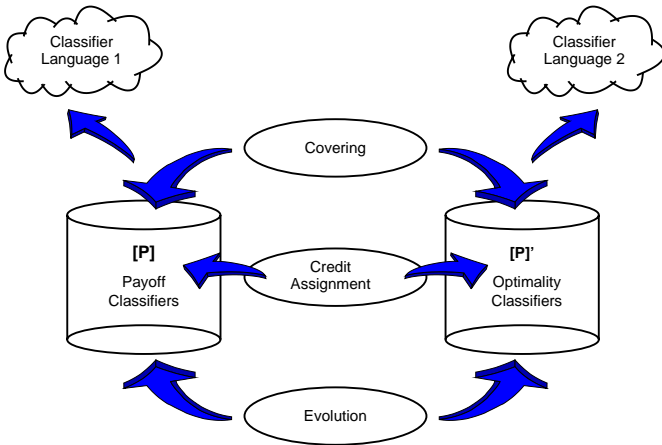 Classifier
Language 1
Classifier
Language 2
Covering
[P]
Payoff
Classifiers
Credit
Assignment
[P]'
Optimality
Classifiers
Evolution